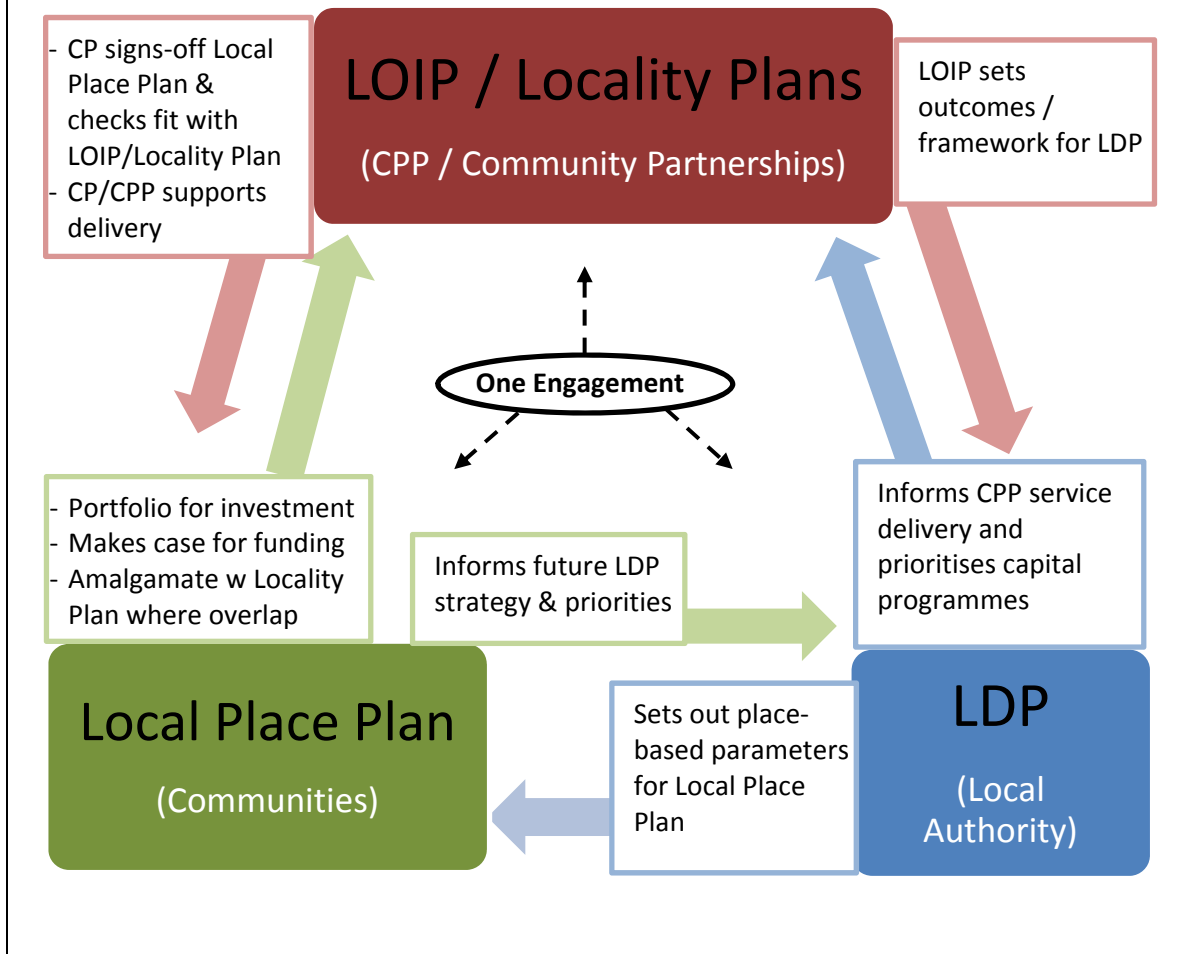 - CP signs-off Local
Place Plan &
checks fit with
LOIP/Locality Plan
- CP/CPP supports
delivery
LOIP / Locality Plans
(CPP / Community Partnerships)
LOIP sets
outcomes /
framework for LDP
One Engagement
- Portfolio for investment
- Makes case for funding
- Amalgamate w Locality
Plan where overlap
Informs future LDP
strategy & priorities
Informs CPP service
delivery and
prioritises capital
programmes
Local Place Plan
(Communities)
Sets out place-
based parameters
for Local Place
Plan
LDP
(Local
Authority)